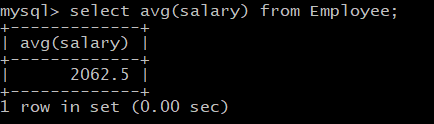 mysql> select avg(salary) from Employee;
+-------------+
| avg(salary) |
+-------------+
|      2062.5 |
+-------------+
1 row in set (0.00 sec)